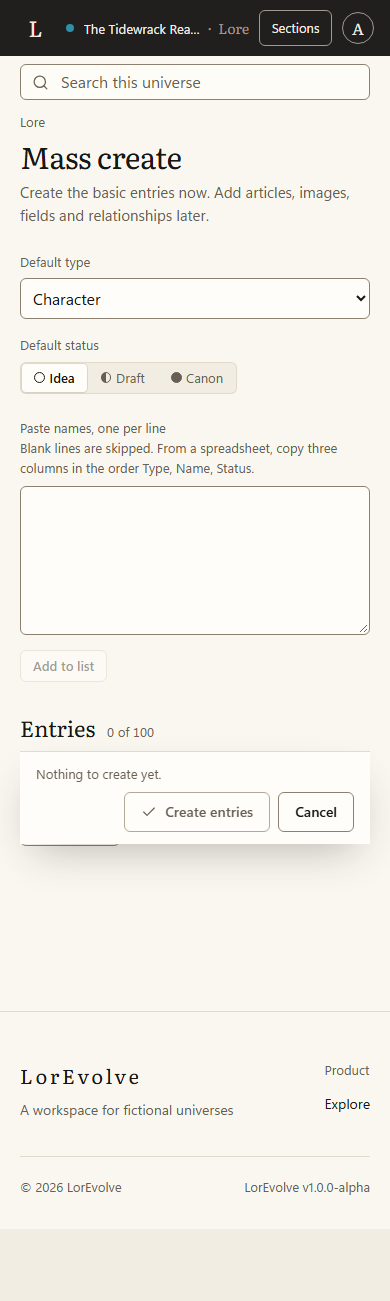 L
The Tidewrack Rea... · Lore
Sections
A
Search this universe
Lore
Mass create
Create the basic entries now. Add articles, images,
fields and relationships later.
Default type
Character
Default status
Idea
Draft
Canon
Paste names, one per line
Blank lines are skipped. From a spreadsheet, copy three
columns in the order Type, Name, Status.
Add to list
Entries 0 of 100
Nothing to create yet.
Create entries
Cancel
LorEvolve
A workspace for fictional universes
Product
Explore
© 2026 LorEvolve
LorEvolve v1.0.0-alpha